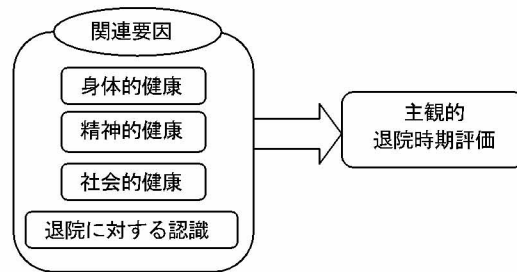 関連要因
身体的健康
精神的健康
社会的健康
退院に対する認識
主観的
退院時期評価